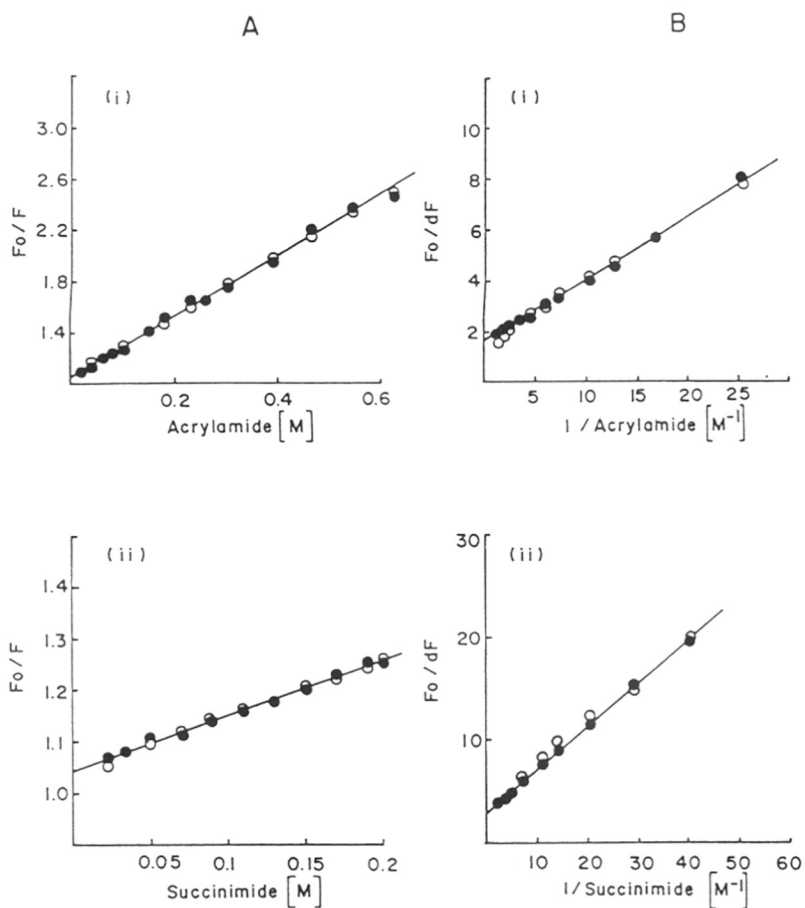 A
B
(i)
Fo/F
3.0
2.6
2.2
1.8
1.4
0.2 0.4 0.6
Acrylamide [M]
(i)
Fo/dF
10
8
6
4
2
5 10 15 20 25
1/Acrylamide [M⁻¹]
(ii)
Fo/F
1.4
1.3
1.2
1.1
1.0
0.05 0.1 0.15 0.2
Succinimide [M]
(ii)
Fo/dF
30
20
10
10 20 30 40 50 60
1/Succinimide [M⁻¹]